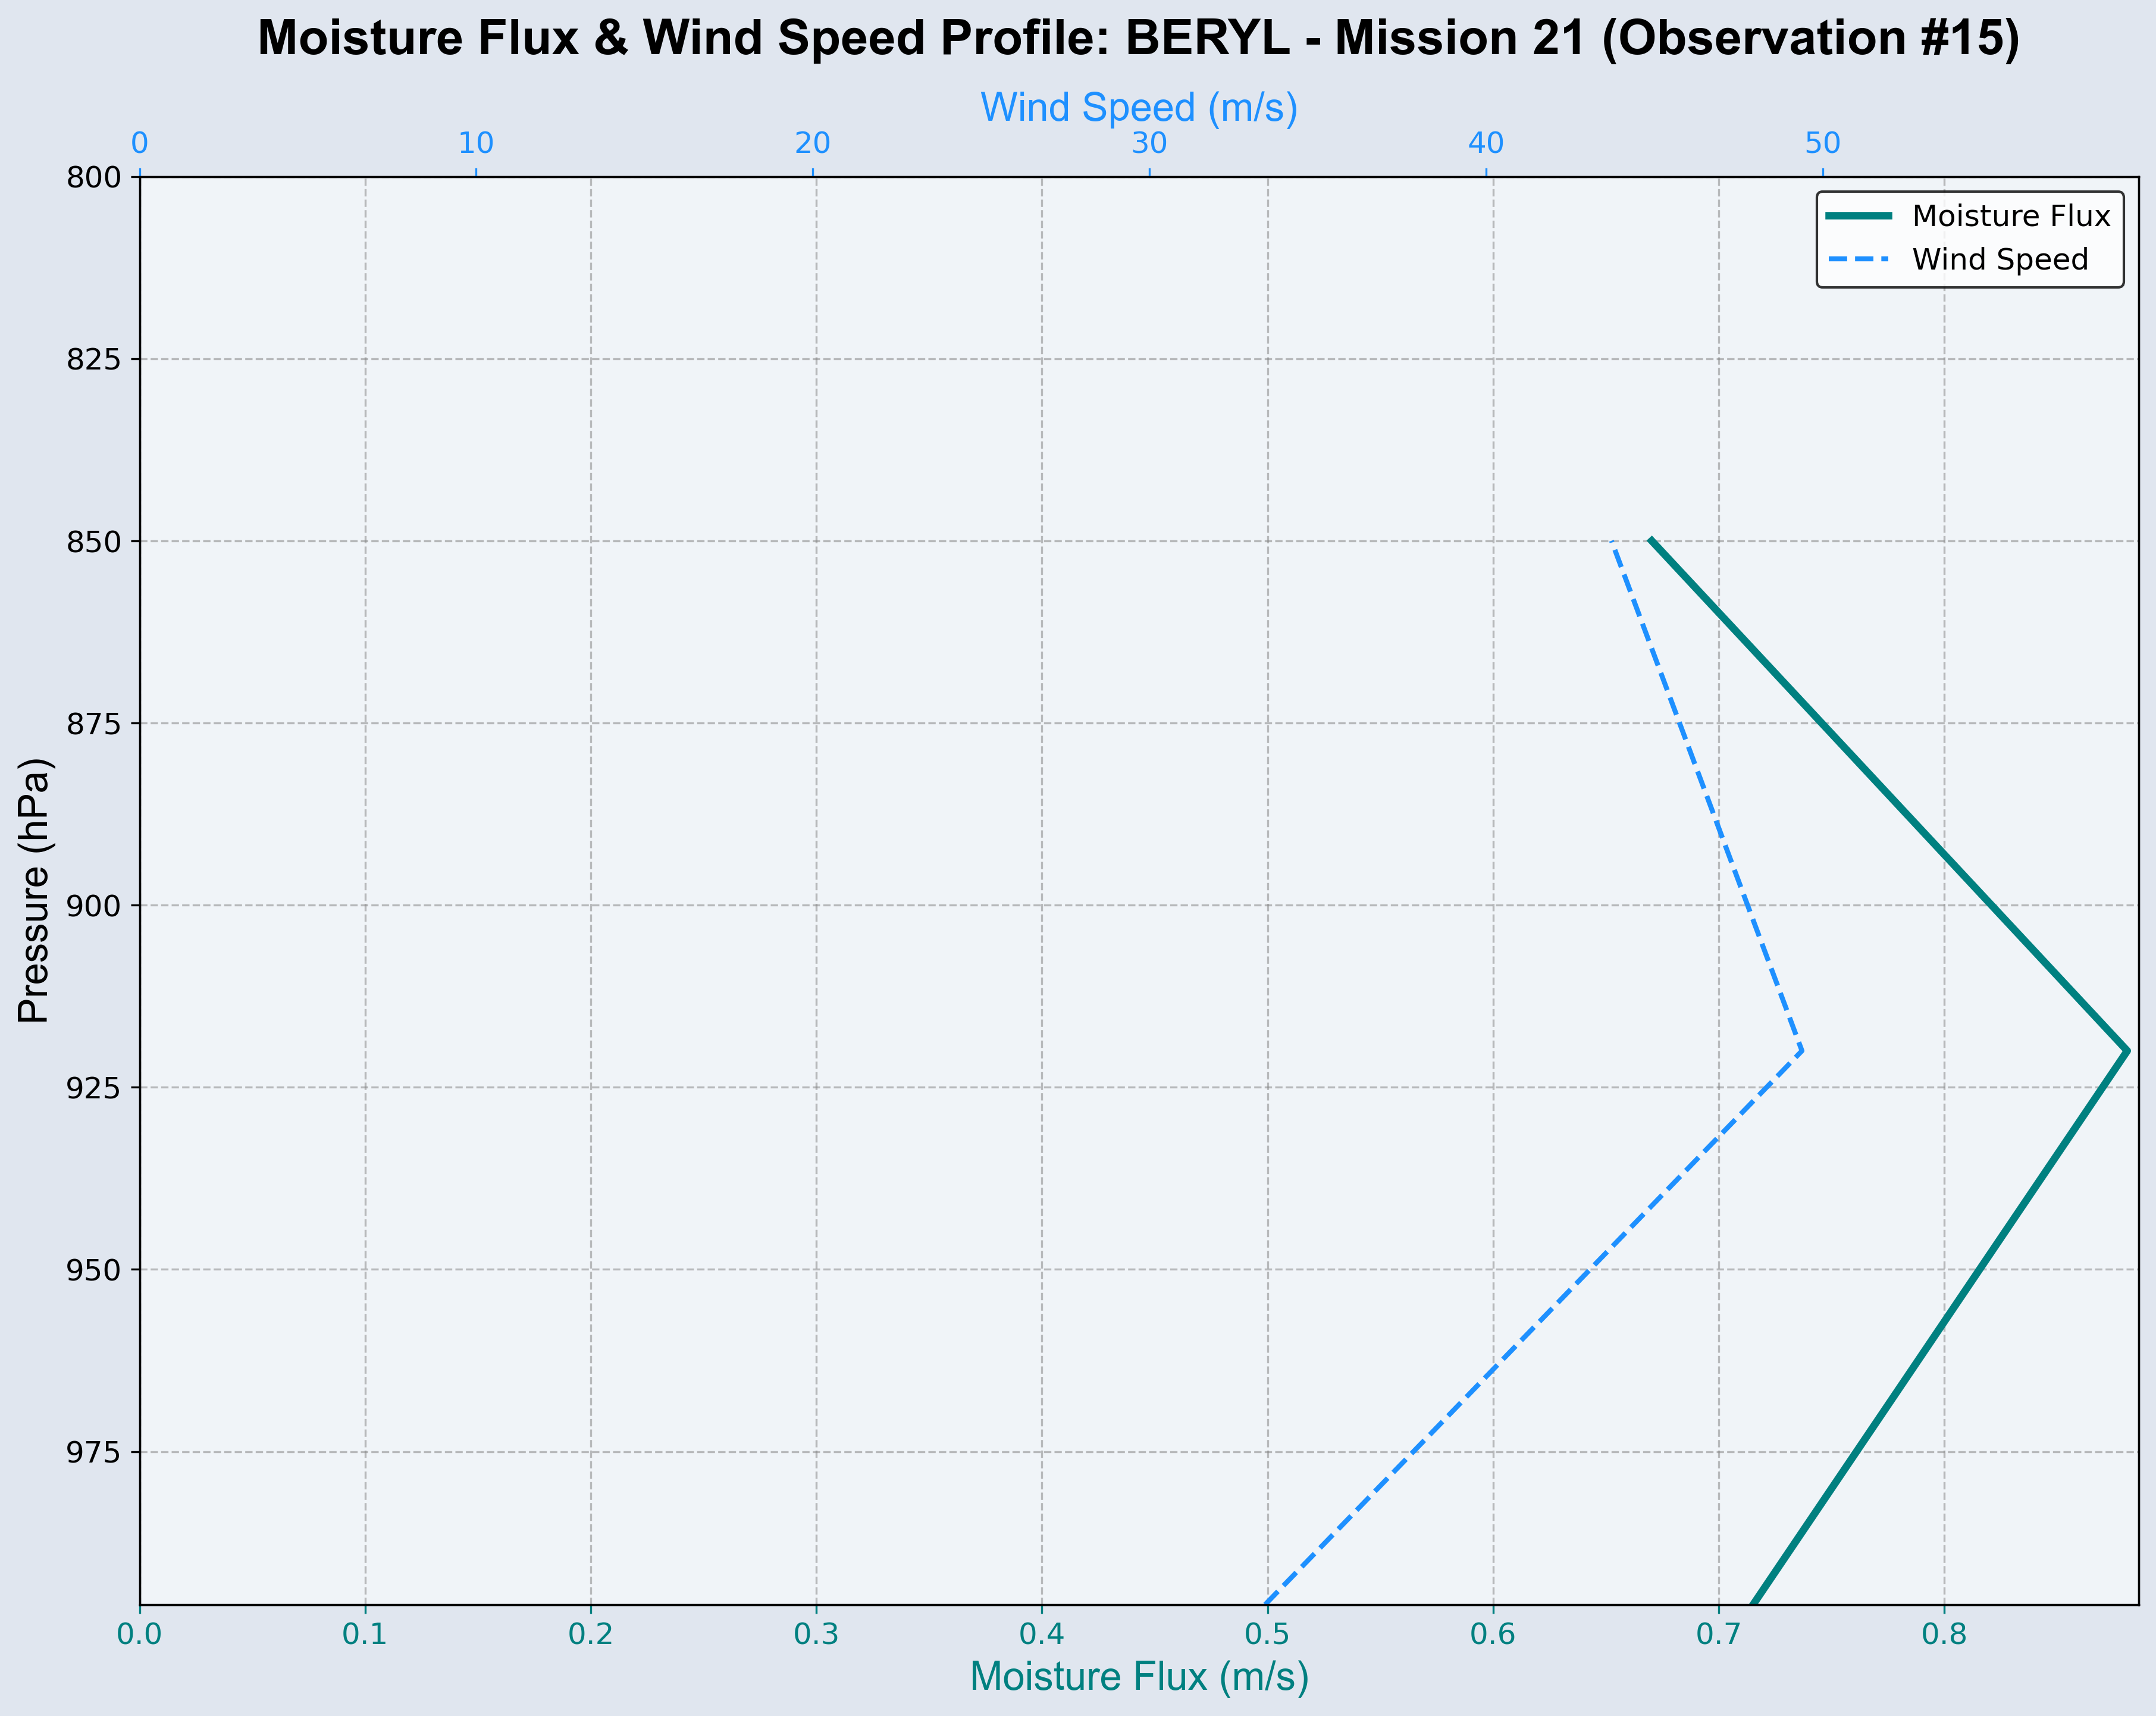 Moisture Flux & Wind Speed Profile: BERYL - Mission 21 (Observation #15)
Wind Speed (m/s)
0 10 20 30 40 50
Moisture Flux
Wind Speed
Pressure (hPa)
800
825
850
875
900
925
950
975
0.0 0.1 0.2 0.3 0.4 0.5 0.6 0.7 0.8
Moisture Flux (m/s)